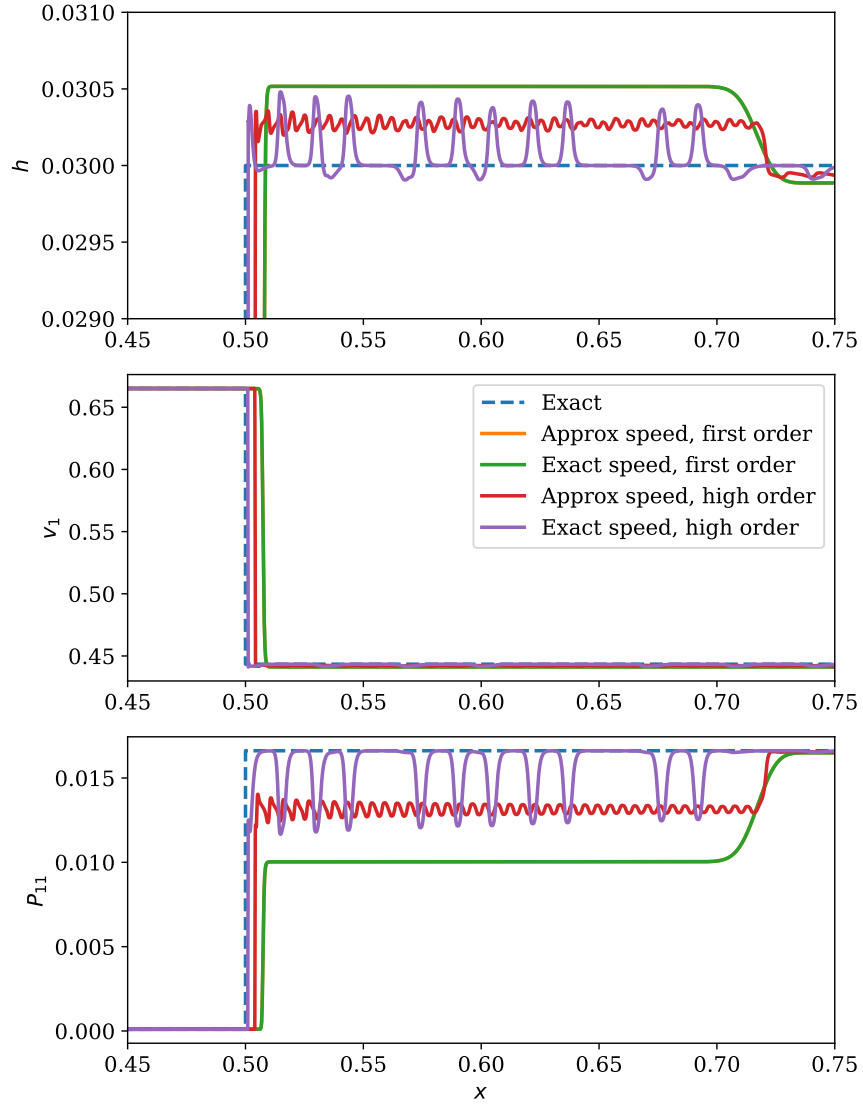 0.0310
0.0305
0.0300
0.0295
0.0290
h
0.45 0.50 0.55 0.60 0.65 0.70 0.75
0.65
0.60
0.55
0.50
0.45
v1
Exact
Approx speed, first order
Exact speed, first order
Approx speed, high order
Exact speed, high order
0.45 0.50 0.55 0.60 0.65 0.70 0.75
0.015
0.010
0.005
0.000
P11
0.45 0.50 0.55 0.60 0.65 0.70 0.75
x